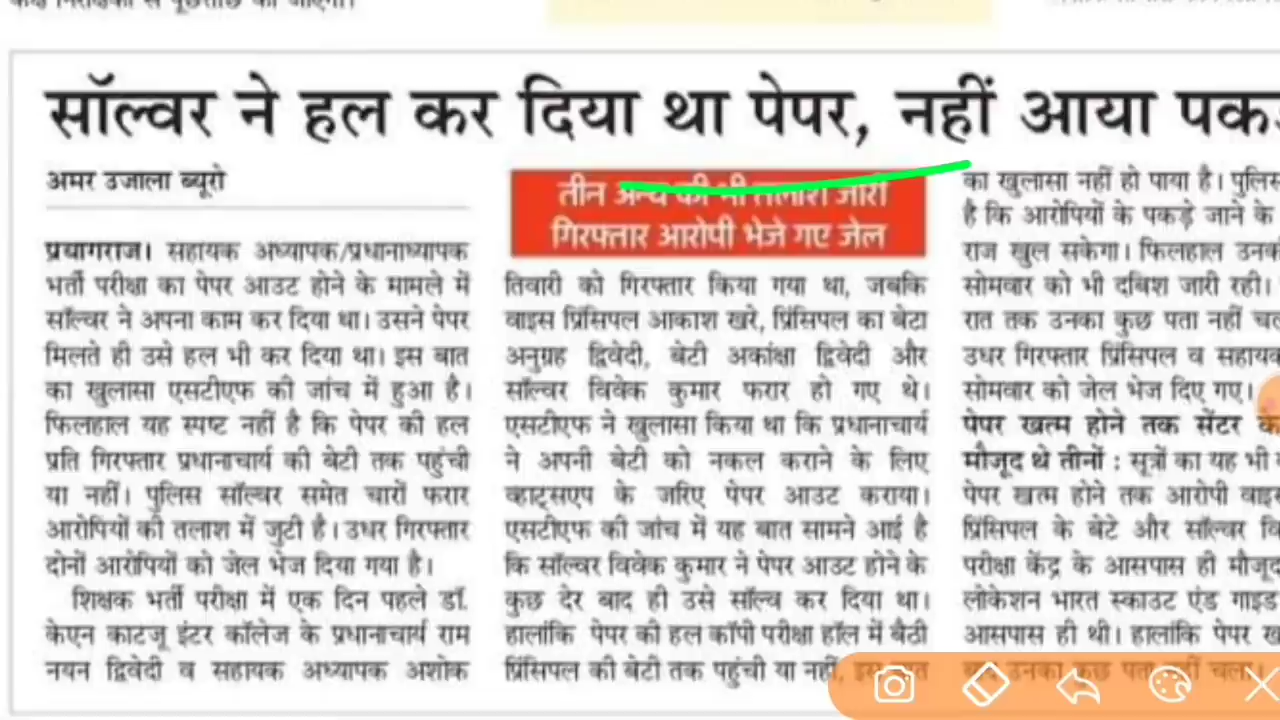 सॉल्वर ने हल कर दिया था पेपर, नहीं आया
अमर उजाला ब्यूरो
प्रयागराज। सहायक अध्यापक/प्रधानाध्यापक
भर्ती परीक्षा का पेपर आउट होने के मामले में
सॉल्वर ने अपना काम कर दिया था। उसने पेपर
मिलते ही उसे हल भी कर दिया था। इस बात
का खुलासा एसटीएफ की जांच में हुआ है।
फिलहाल यह स्पष्ट नहीं है कि पेपर की हल
प्रति गिरफ्तार प्रधानाचार्य की बेटी तक पहुंची
या नहीं। पुलिस सॉल्वर समेत चारों फरार
आरोपियों की तलाश में जुटी है। उधर गिरफ्तार
दोनों आरोपियों को जेल भेज दिया गया है।
शिक्षक भर्ती परीक्षा में एक दिन पहले डॉ.
केएन काटजू इंटर कॉलेज के प्रधानाचार्य राम
नयन द्विवेदी व सहायक अध्यापक अशोक
तीन अन्य की भी तलाश जारी
गिरफ्तार आरोपी भेजे गए जेल
तिवारी को गिरफ्तार किया गया था, जबकि
वाइस प्रिंसिपल आकाश खरे, प्रिंसिपल का बेटा
अनुग्रह द्विवेदी, बेटी अकांक्षा द्विवेदी और
सॉल्वर विवेक कुमार फरार हो गए थे।
एसटीएफ ने खुलासा किया था कि प्रधानाचार्य
ने अपनी बेटी को नकल कराने के लिए
व्हाट्सएप के जरिए पेपर आउट कराया।
एसटीएफ की जांच में यह बात सामने आई है
कि सॉल्वर विवेक कुमार ने पेपर आउट होने के
कुछ देर बाद ही उसे सॉल्व कर दिया था।
हालांकि पेपर की हल कॉपी परीक्षा हॉल में बैठी
प्रिंसिपल की बेटी तक पहुंची या नहीं,
का खुलासा नहीं हो पाया है। पुलिस
है कि आरोपियों के पकड़े जाने के
राज खुल सकेगा। फिलहाल
सोमवार को भी दबिश जारी रही।
रात तक उनका कुछ पता नहीं
उधर गिरफ्तार प्रिंसिपल व सहायक
सोमवार को जेल भेज दिए गए।
पेपर खत्म होने तक सेंटर के
मौजूद थे तीनों : सूत्रों का यह भी
पेपर खत्म होने तक आरोपी वाइस
प्रिंसिपल के बेटे और सॉल्वर
परीक्षा केंद्र के आसपास ही मौजूद
लोकेशन भारत स्काउट एंड गाइड
आसपास ही थी। हालांकि पेपर
उनका कुछ पता नहीं चला।